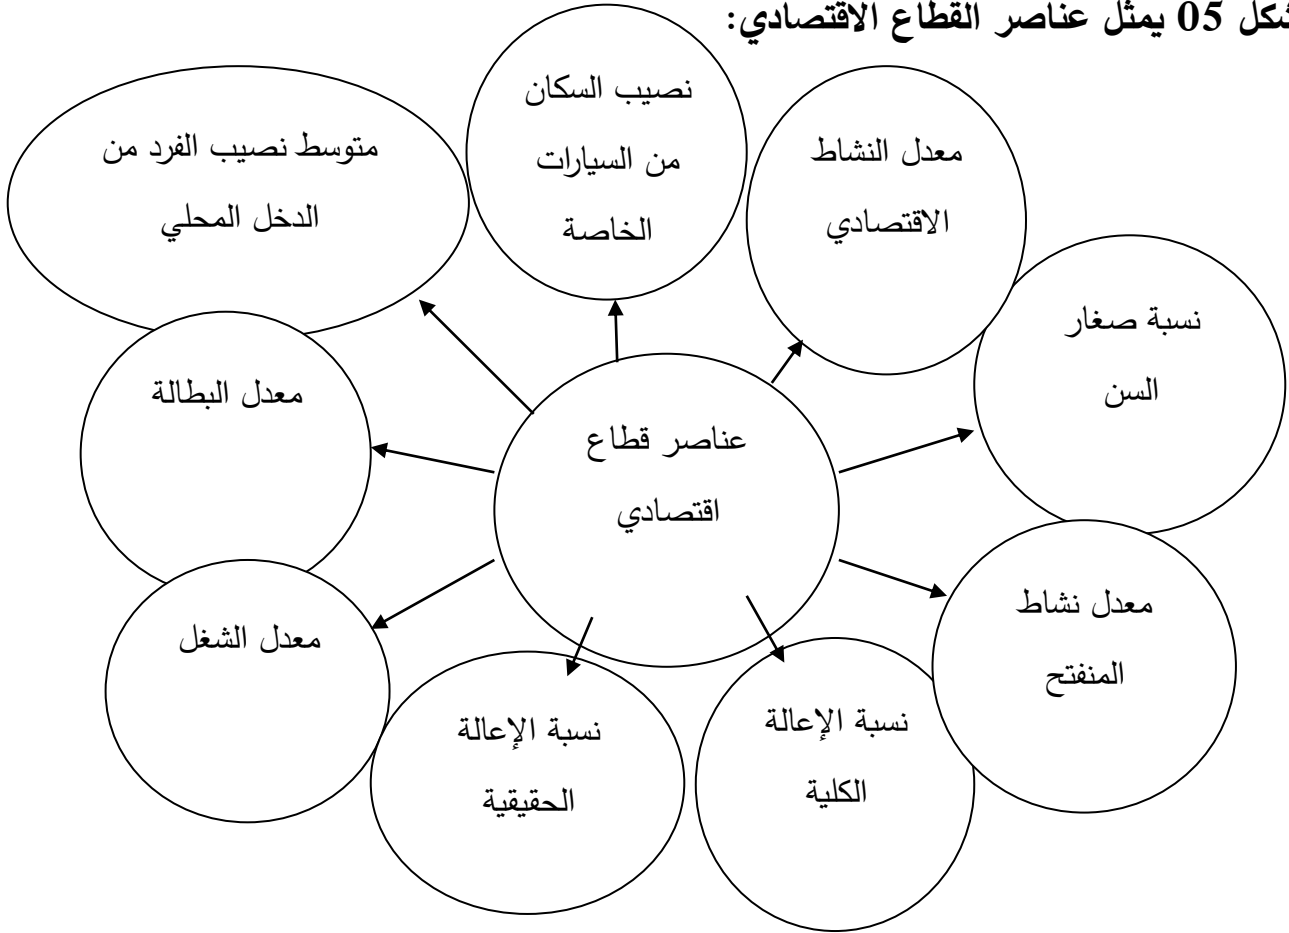 شكل 05 يمثل عناصر القطاع الاقتصادي:
نصيب السكان
من السيارات
الخاصة
معدل النشاط
الاقتصادي
متوسط نصيب الفرد من
الدخل المحلي
نسبة صغار
السن
معدل البطالة
عناصر قطاع
اقتصادي
معدل نشاط
المنفتح
معدل الشغل
نسبة الإعالة
الكلية
نسبة الإعالة
الحقيقية